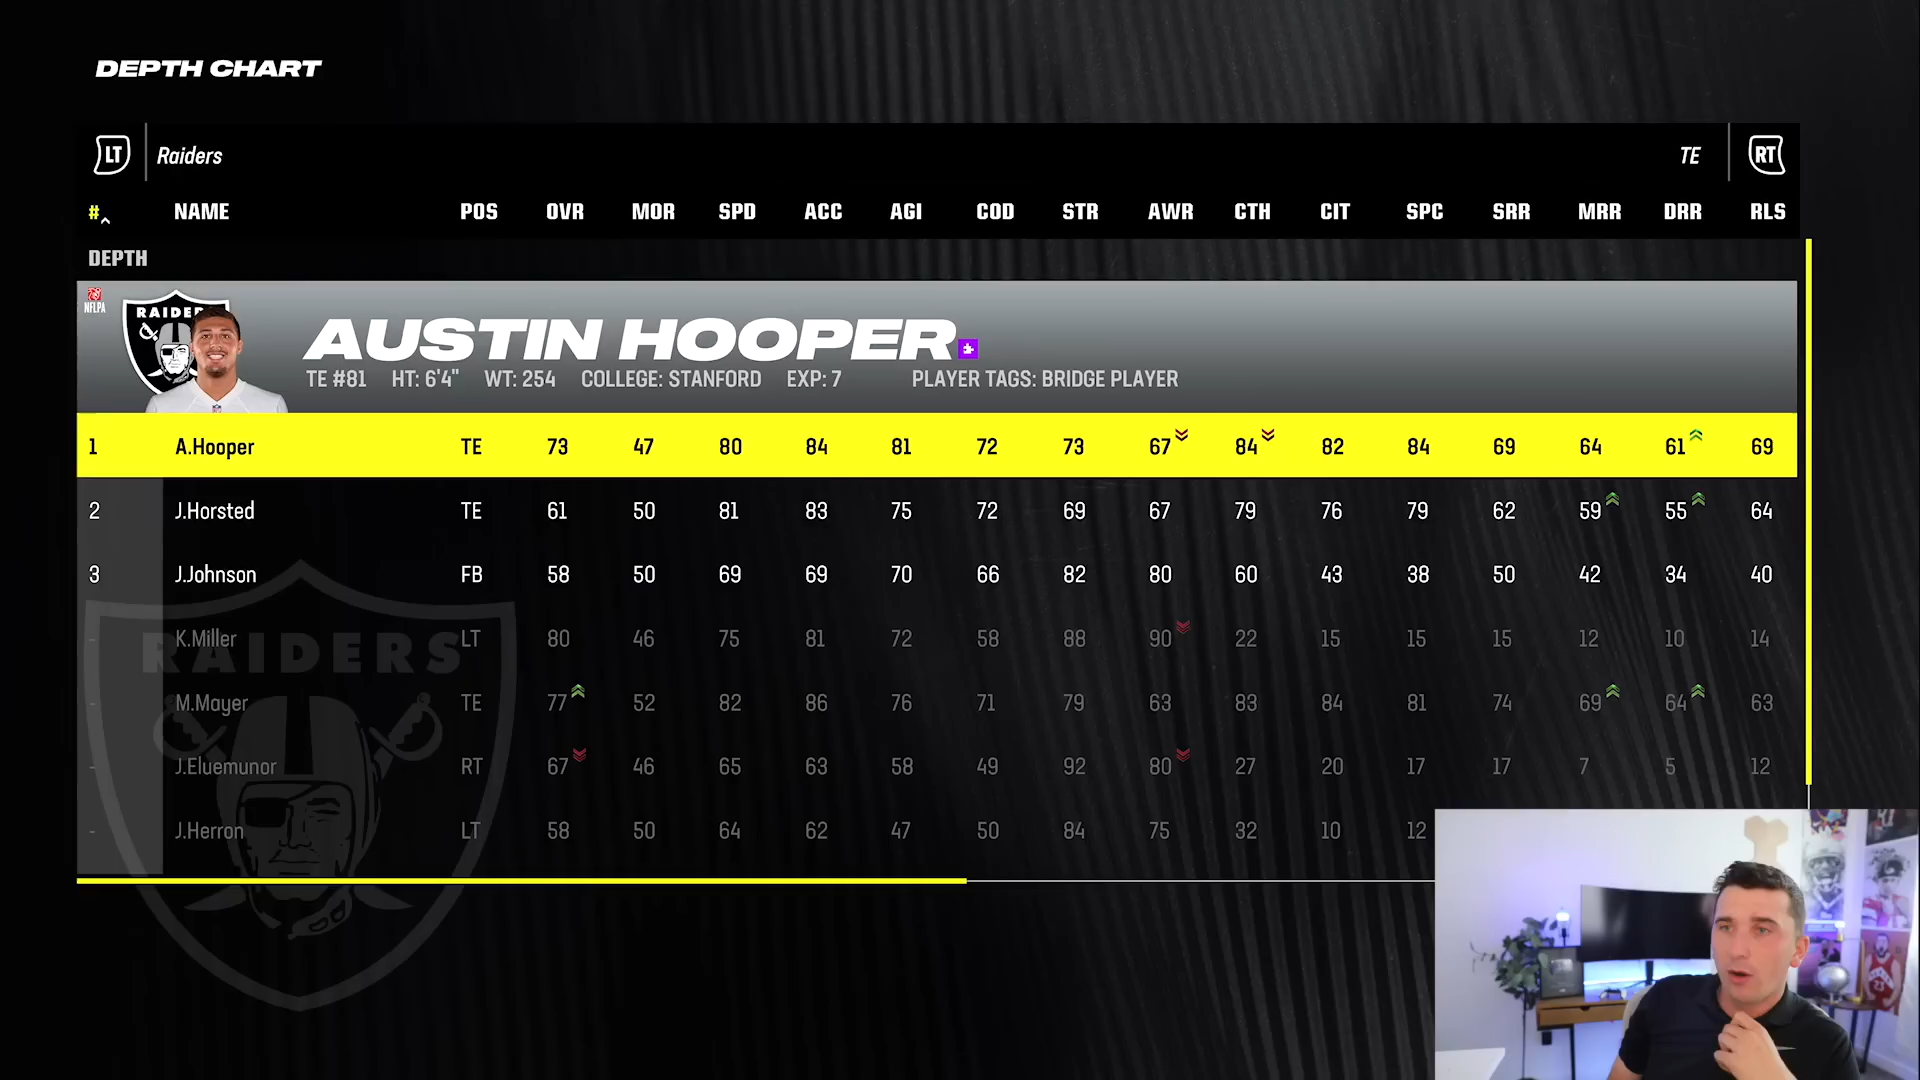 DEPTH CHART
LT Raiders TE RT
# NAME POS OVR MOR SPD ACC AGI COD STR AWR CTH CIT SPC SRR MRR DRR RLS
DEPTH
NFLPA
RAIDERS
AUSTIN HOOPER
TE #81 HT: 6'4" WT: 254 COLLEGE: STANFORD EXP: 7 PLAYER TAGS: BRIDGE PLAYER
1 A.Hooper TE 73 47 80 84 81 72 73 67 84 82 84 69 64 61 69
2 J.Horsted TE 61 50 81 83 75 72 69 67 79 76 79 62 59 55 64
3 J.Johnson FB 58 50 69 69 70 66 82 80 60 43 38 50 42 34 40
- K.Miller LT 80 46 75 81 72 58 88 90 22 15 15 15 12 10 14
RAIDERS
- M.Mayer TE 77 52 82 86 76 71 79 63 83 84 81 74 69 64 63
- J.Eluemunor RT 67 46 65 63 58 49 92 80 27 20 17 17 7 5 12
- J.Herron LT 58 50 64 62 47 50 84 75 32 10 12